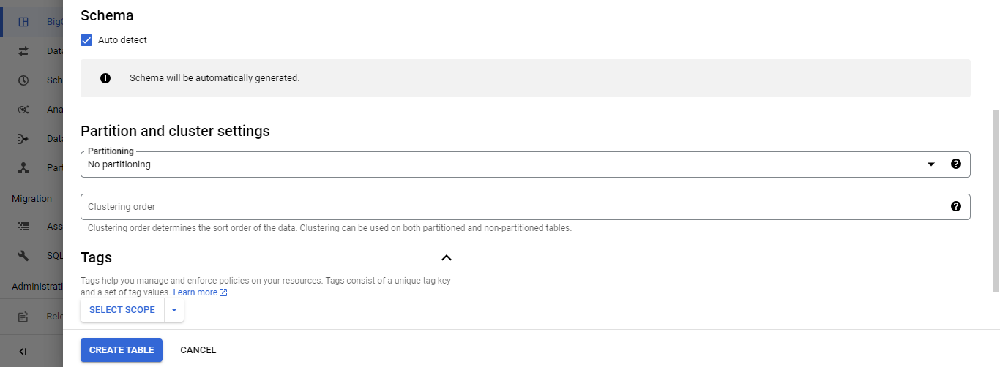 Schema
Auto detect
Schema will be automatically generated.
Partition and cluster settings
Partitioning
No partitioning
Clustering order
Clustering order determines the sort order of the data. Clustering can be used on both partitioned and non-partitioned tables.
Tags
Tags help you manage and enforce policies on your resources. Tags consist of a unique tag key
and a set of tag values. Learn more
SELECT SCOPE
CREATE TABLE CANCEL
Data
Sch
Ana
Data
Part
Migration
Ass
SQL
Administrati
Rele